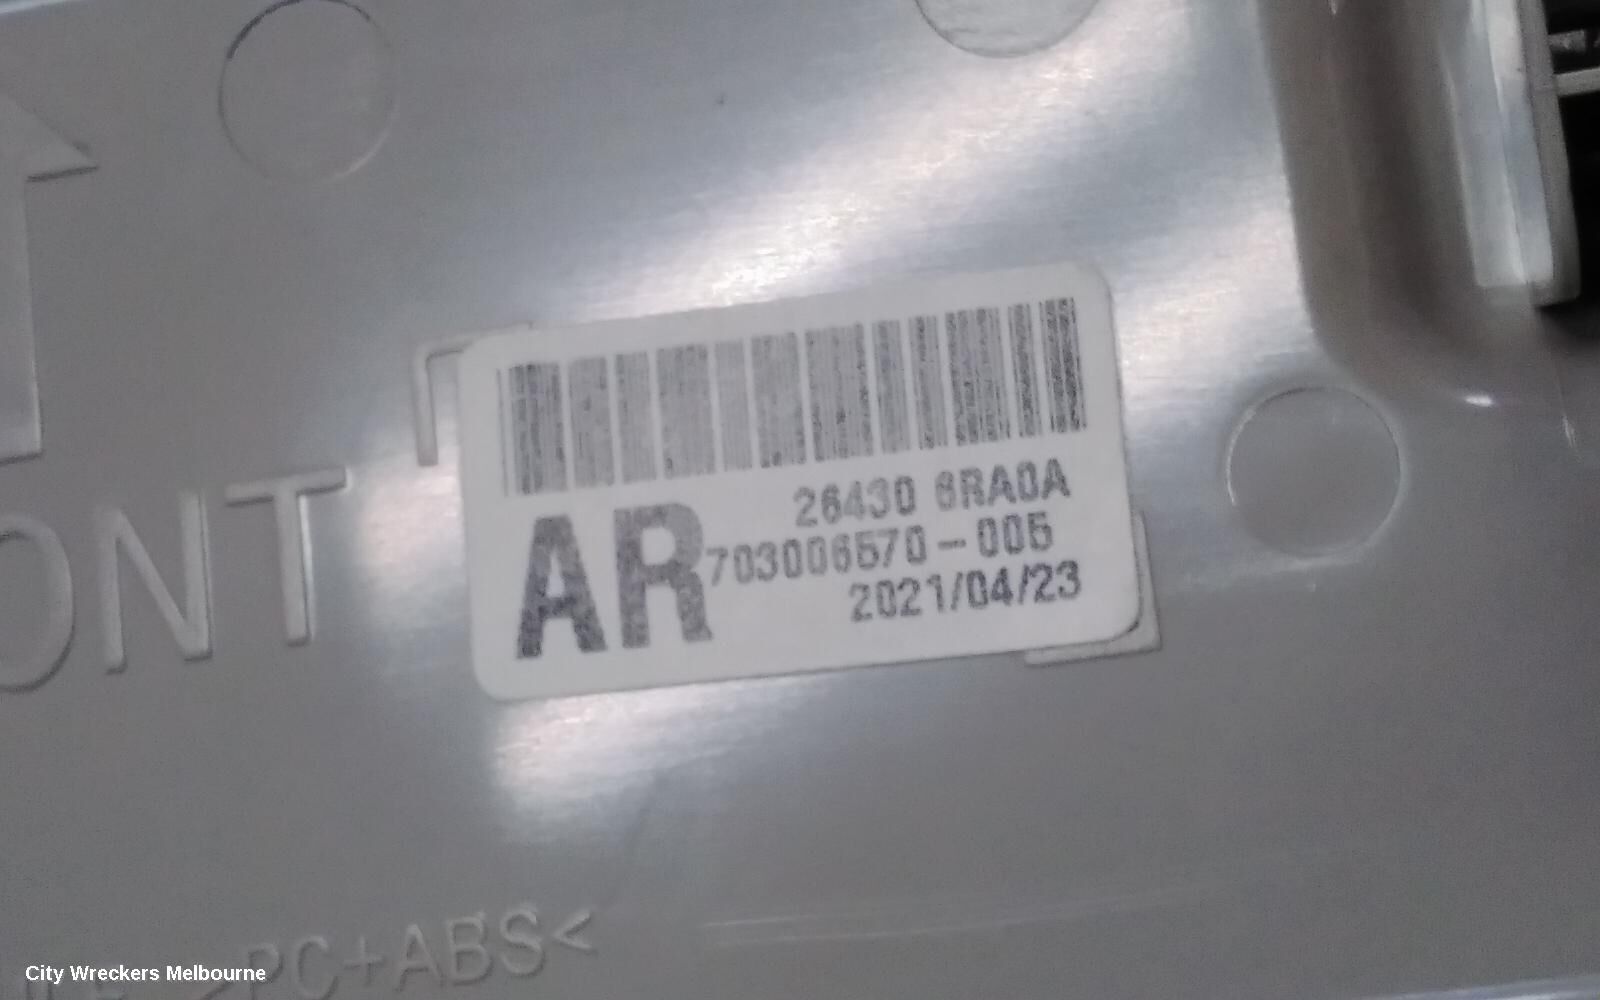 ONT
26430 6RA0A
AR
703006570-005
2021/04/23
>PC+ABS<
City Wreckers Melbourne